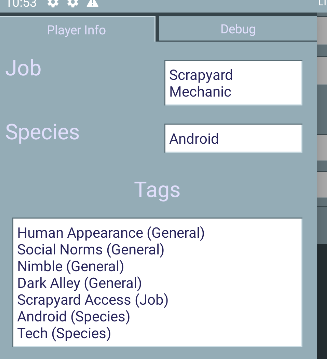 10:53
Player Info
Debug
Job
Scrapyard
Mechanic
Species
Android
Tags
Human Appearance (General)
Social Norms (General)
Nimble (General)
Dark Alley (General)
Scrapyard Access (Job)
Android (Species)
Tech (Species)